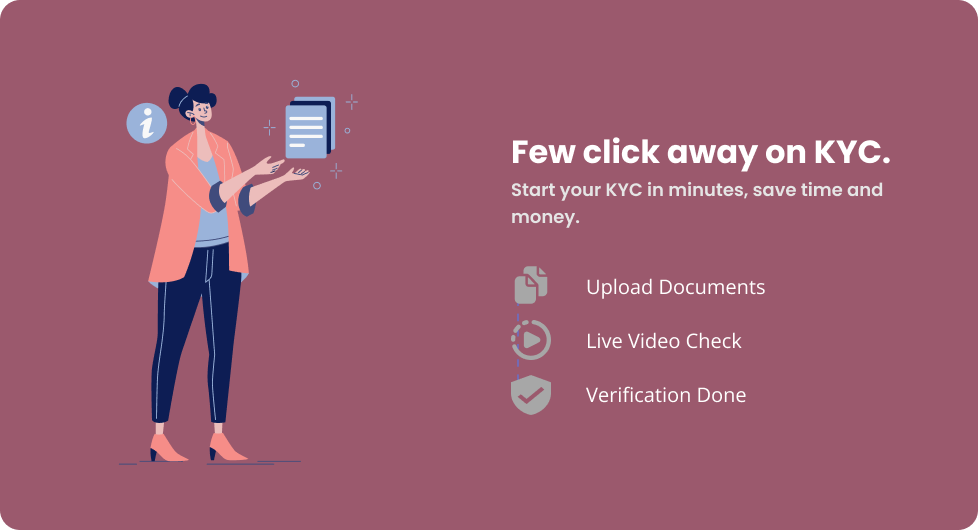 Few click away on KYC.
Start your KYC in minutes, save time and
money.
Upload Documents
Live Video Check
Verification Done